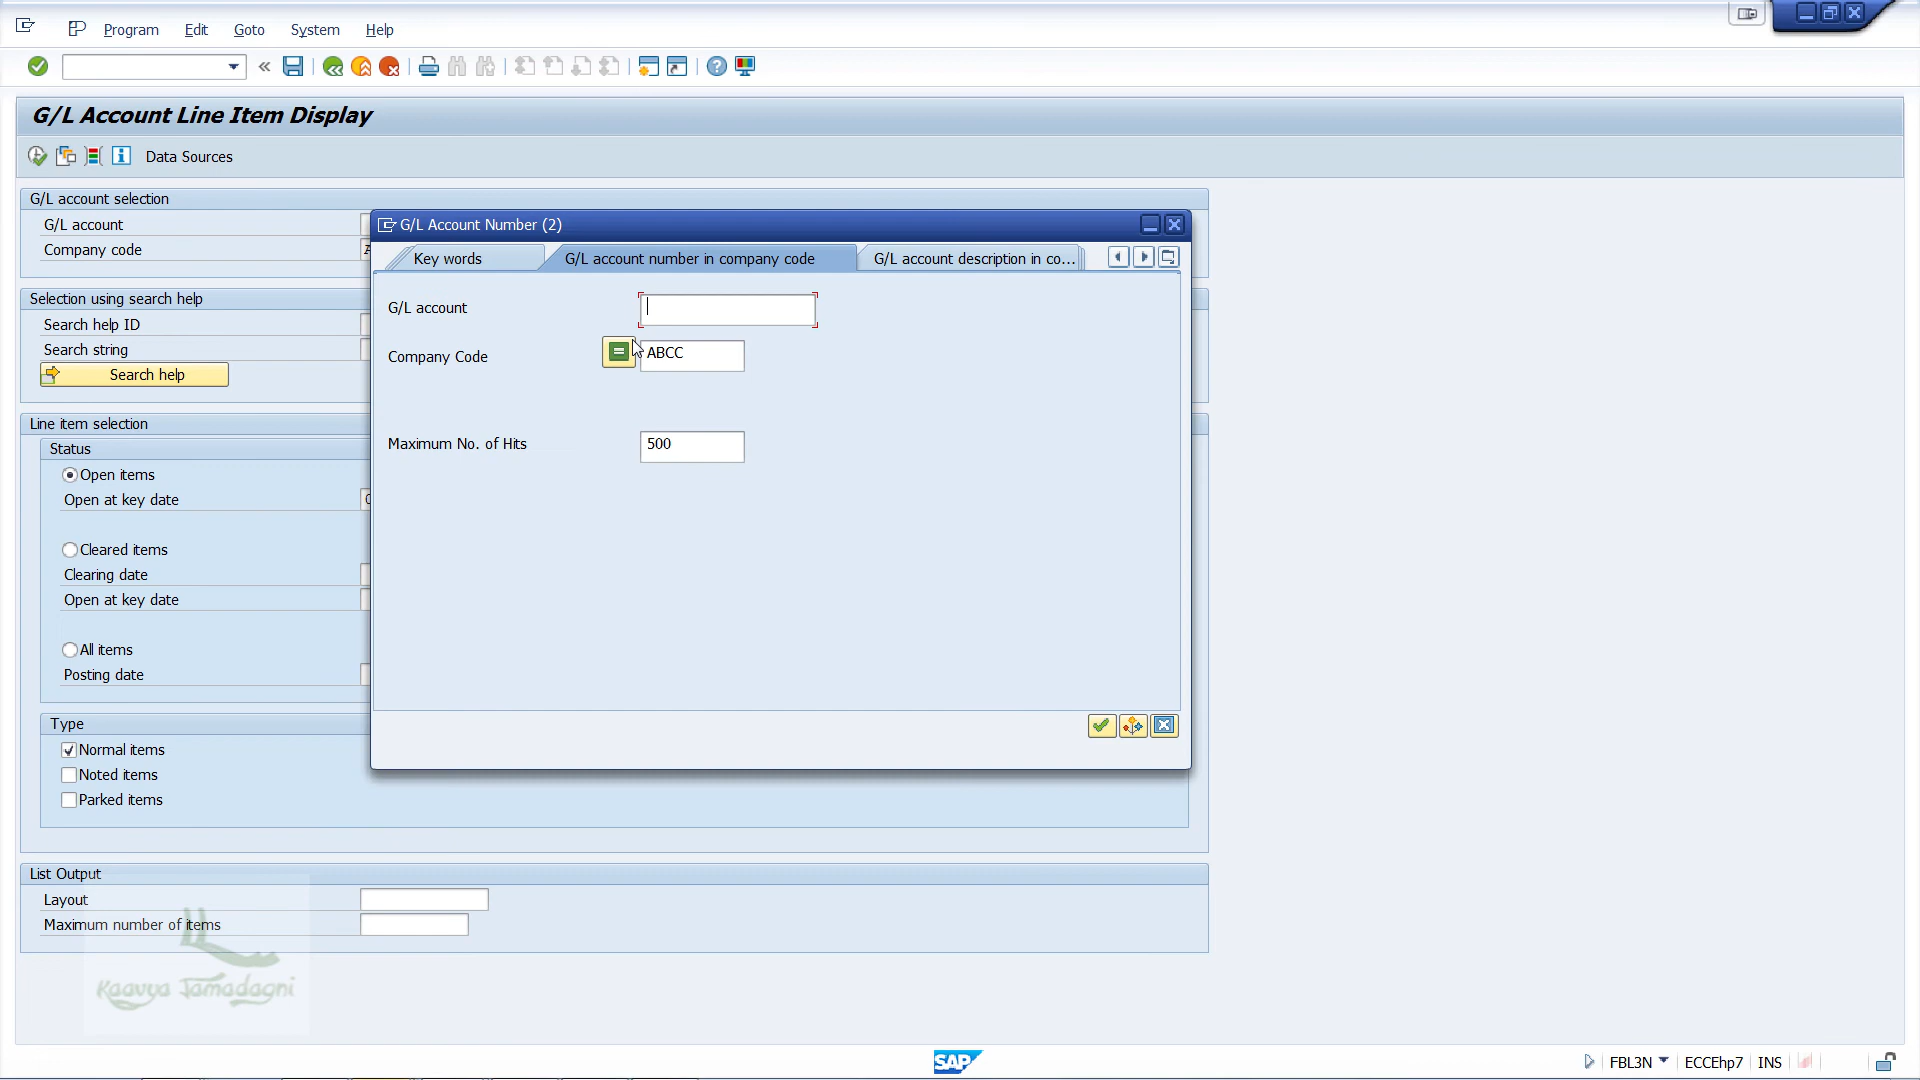 Program Edit Goto System Help
G/L Account Line Item Display
Data Sources
G/L account selection
G/L account
Company code
Selection using search help
Search help ID
Search string
Search help
Line item selection
Status
Open items
Open at key date
Cleared items
Clearing date
Open at key date
All items
Posting date
Type
Normal items
Noted items
Parked items
List Output
Layout
Maximum number of items
G/L Account Number (2)
Key words G/L account number in company code G/L account description in co...
G/L account
Company Code ABCC
Maximum No. of Hits 500
Kaavya Jamadagni
SAP
FBL3N ECCEhp7 INS